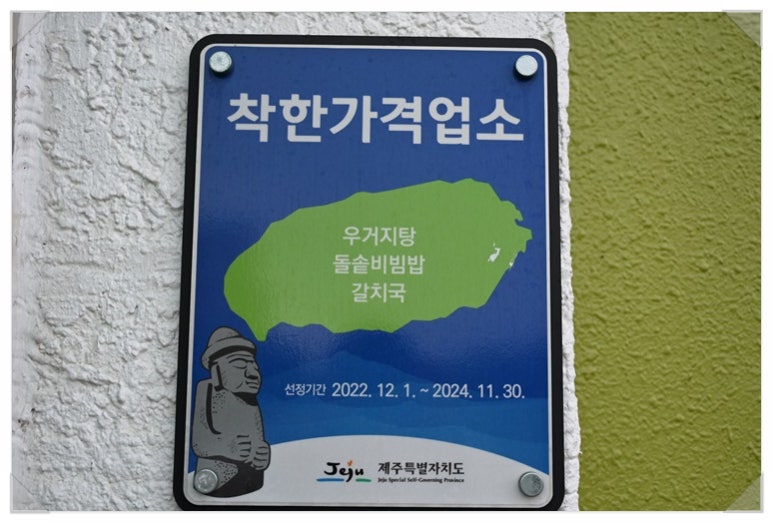 착한가격업소
우거지탕
돌솥비빔밥
갈치국
선정기간 2022. 12. 1. ~ 2024. 11. 30.
Jeju 제주특별자치도
Jeju Special Self-Governing Province